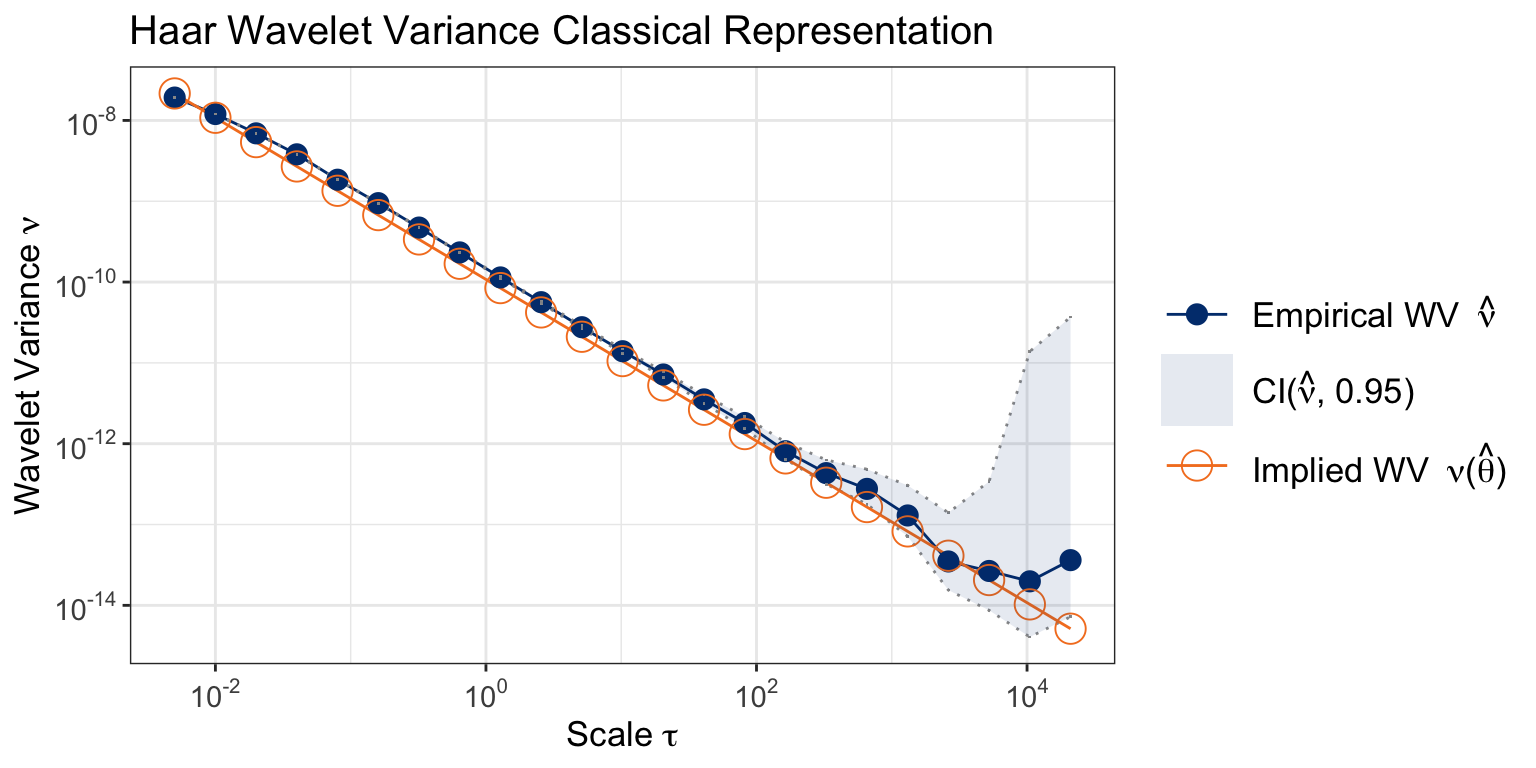 Haar Wavelet Variance Classical Representation
Wavelet Variance ν
10^-8
10^-10
10^-12
10^-14
10^-2
10^0
10^2
10^4
Scale τ
Empirical WV ν̂
CI(ν̂, 0.95)
Implied WV ν(θ̂)